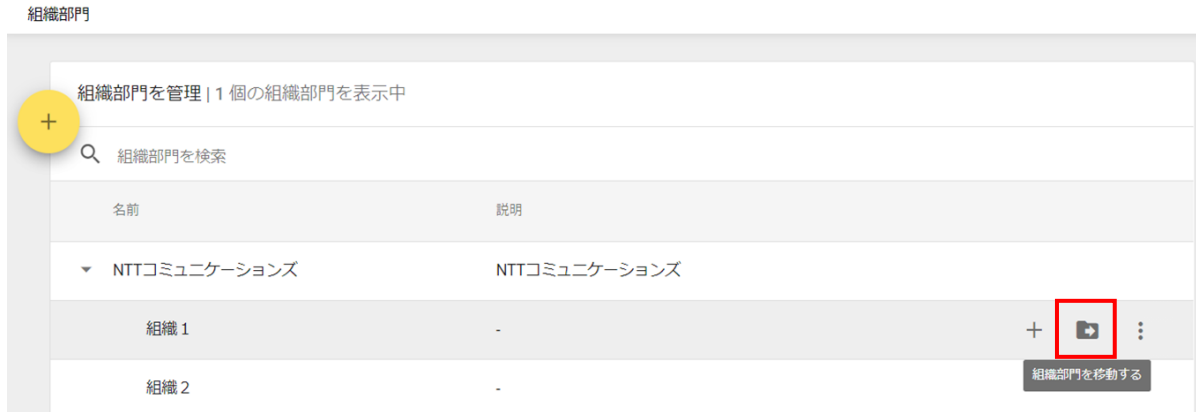 組織部門
組織部門を管理 | 1 個の組織部門を表示中
組織部門を検索
名前 説明
NTTコミュニケーションズ NTTコミュニケーションズ
組織１ -
組織部門を移動する
組織２ -